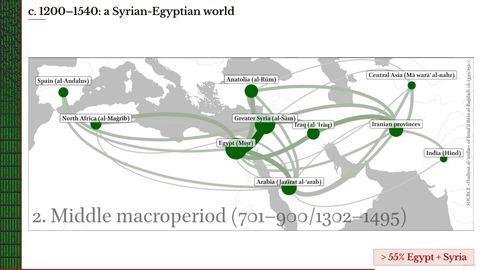 c. 1200–1540: a Syrian-Egyptian world
Spain (al-Andalus)
Anatolia (al-Rūm)
Central Asia (Mā warāʾ al-nahr)
North Africa (al-Maġrib)
Greater Syria (al-Šām)
Iraq (al-ʿIrāq)
Iranian provinces
Egypt (Miṣr)
India (Hind)
Arabia (Jazīrat al-ʿarab)
2. Middle macroperiod (701–900/1302–1495)
> 55% Egypt + Syria